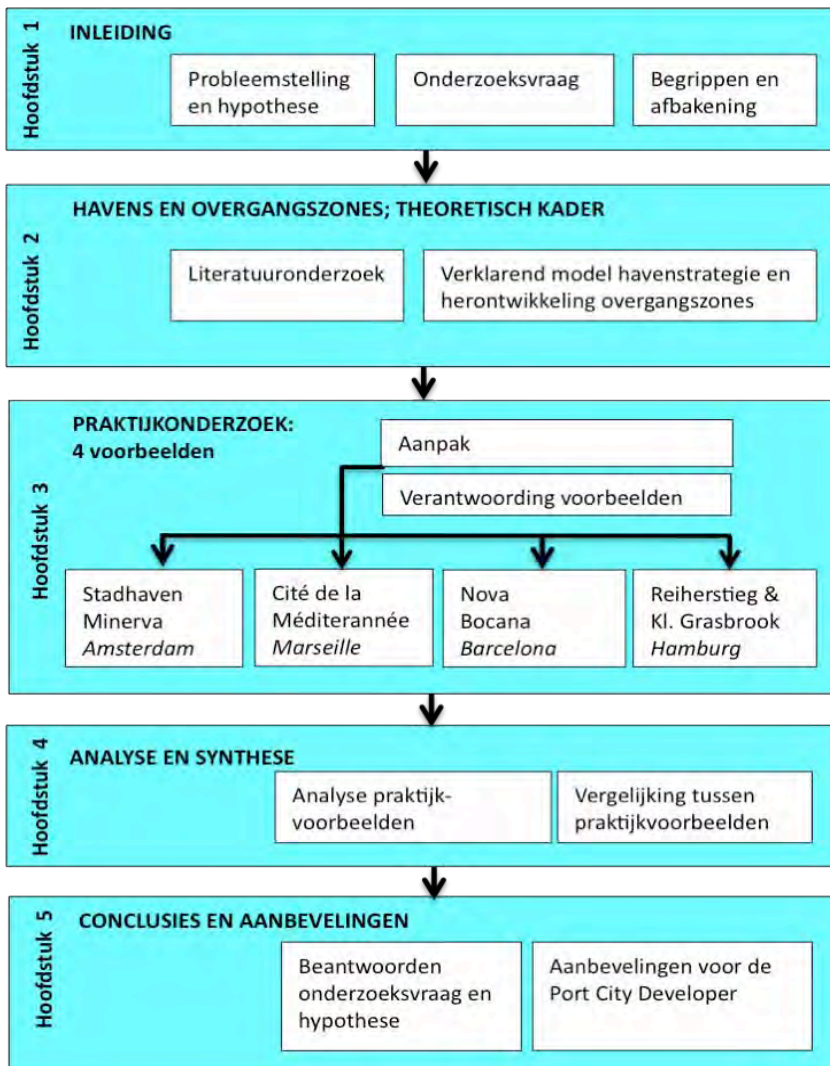 Hoofdstuk 1
INLEIDING
Probleemstelling
en hypothese
Onderzoeksvraag
Begrippen en
afbakening
Hoofdstuk 2
HAVENS EN OVERGANGSZONES; THEORETISCH KADER
Literatuuronderzoek
Verklarend model havenstrategie en
herontwikkeling overgangszones
Hoofdstuk 3
PRAKTIJKONDERZOEK:
4 voorbeelden
Aanpak
Verantwoording voorbeelden
Stadhaven
Minerva
Amsterdam
Cité de la
Méditerannée
Marseille
Nova
Bocana
Barcelona
Reiherstieg &
Kl. Grasbrook
Hamburg
Hoofdstuk 4
ANALYSE EN SYNTHESE
Analyse praktijk-
voorbeelden
Vergelijking tussen
praktijkvoorbeelden
Hoofdstuk 5
CONCLUSIES EN AANBEVELINGEN
Beantwoorden
onderzoeksvraag en
hypothese
Aanbevelingen voor de
Port City Developer